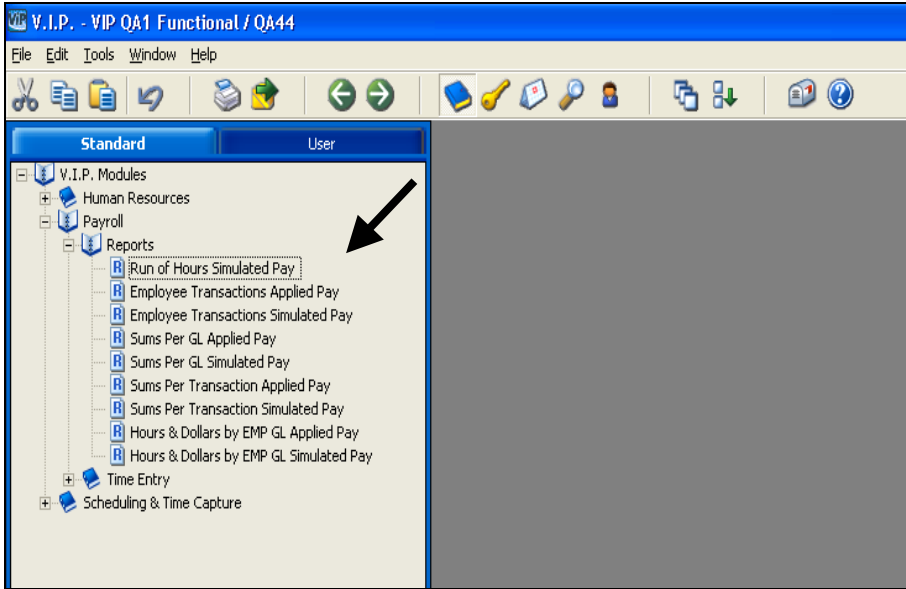 ViP V.I.P. - VIP QA1 Functional / QA44
File Edit Tools Window Help
Standard User
V.I.P. Modules
Human Resources
Payroll
Reports
R Run of Hours Simulated Pay
R Employee Transactions Applied Pay
R Employee Transactions Simulated Pay
R Sums Per GL Applied Pay
R Sums Per GL Simulated Pay
R Sums Per Transaction Applied Pay
R Sums Per Transaction Simulated Pay
R Hours & Dollars by EMP GL Applied Pay
R Hours & Dollars by EMP GL Simulated Pay
Time Entry
Scheduling & Time Capture